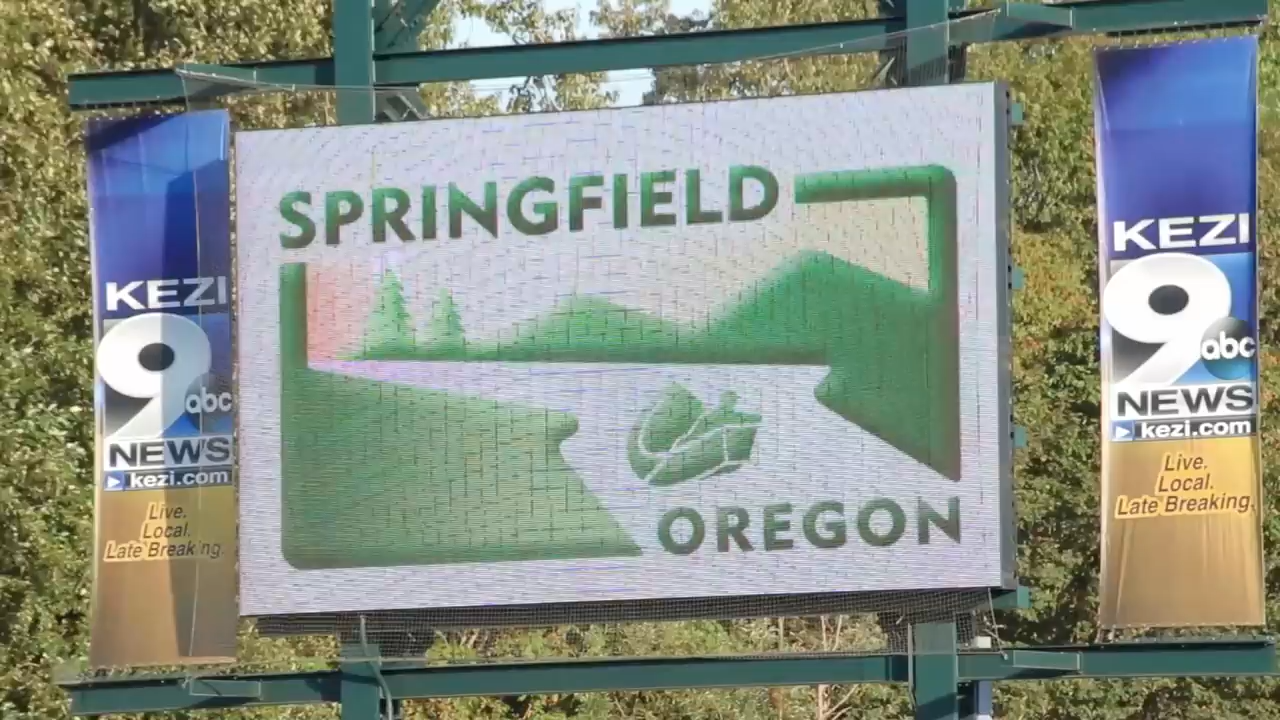 KEZI
9 abc
NEWS
kezi.com
Live.
Local.
Late Breaking.
SPRINGFIELD
OREGON
KEZI
9 abc
NEWS
kezi.com
Live.
Local.
Late Breaking.